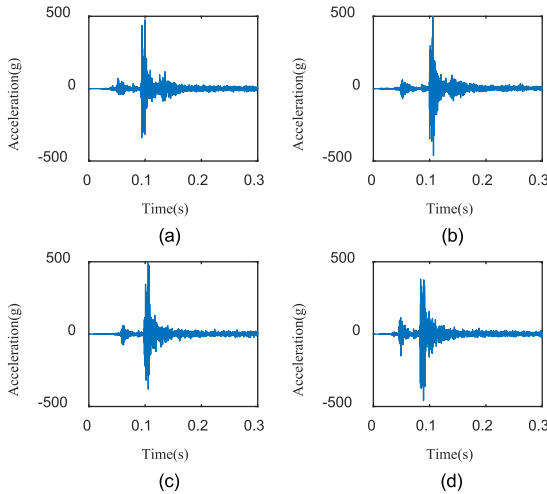 500
0
-500
Acceleration(g)
0 0.1 0.2 0.3
Time(s)
(a)
500
0
-500
Acceleration(g)
0 0.1 0.2 0.3
Time(s)
(b)
500
0
-500
Acceleration(g)
0 0.1 0.2 0.3
Time(s)
(c)
500
0
-500
Acceleration(g)
0 0.1 0.2 0.3
Time(s)
(d)